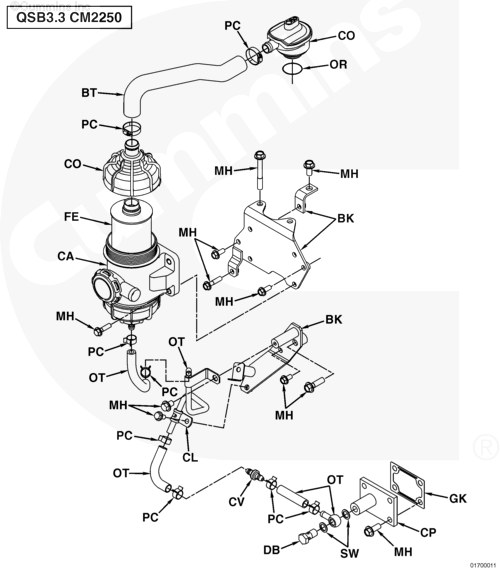 ©Cummins Inc
QSB3.3 CM2250
PC
CO
OR
BT
PC
CO
MH
MH
FE
BK
MH
CA
MH
MH
BK
PC
OT
OT
PC
MH
MH
PC
CL
OT
OT
CV
GK
PC
PC
CP
DB
SW
MH
Cummins
®
01700011